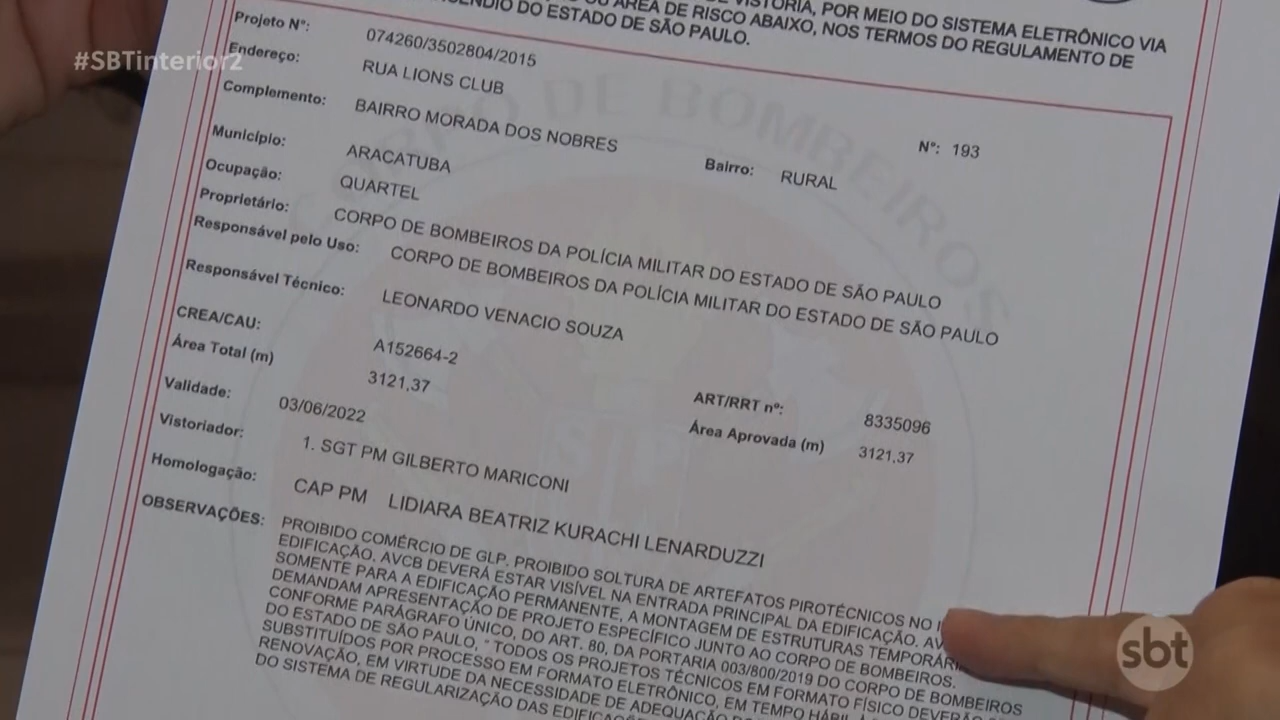 VISTORIA, POR MEIO DO SISTEMA ELETRÔNICO VIA
ÁREA DE RISCO ABAIXO, NOS TERMOS DO REGULAMENTO DE
DO ESTADO DE SÃO PAULO.
#SBTinterior2
Projeto Nº: 074260/3502804/2015
Endereço: RUA LIONS CLUB Nº: 193
Complemento: BAIRRO MORADA DOS NOBRES Bairro: RURAL
Município: ARACATUBA
Ocupação: QUARTEL
Proprietário: CORPO DE BOMBEIROS DA POLÍCIA MILITAR DO ESTADO DE SÃO PAULO
Responsável pelo Uso: CORPO DE BOMBEIROS DA POLÍCIA MILITAR DO ESTADO DE SÃO PAULO
Responsável Técnico: LEONARDO VENACIO SOUZA
CREA/CAU: A152664-2 ART/RRT nº: 8335096
Área Total (m) 3121,37 Área Aprovada (m) 3121,37
Validade: 03/06/2022
Vistoriador: 1. SGT PM GILBERTO MARICONI
Homologação: CAP PM LIDIARA BEATRIZ KURACHI LENARDUZZI
OBSERVAÇÕES: PROIBIDO COMÉRCIO DE GLP. PROIBIDO SOLTURA DE ARTEFATOS PIROTÉCNICOS NO
EDIFICAÇÃO. AVCB DEVERÁ ESTAR VISÍVEL NA ENTRADA PRINCIPAL DA EDIFICAÇÃO.
SOMENTE PARA A EDIFICAÇÃO PERMANENTE, A MONTAGEM DE ESTRUTURAS
DEMANDAM APRESENTAÇÃO DE PROJETO ESPECÍFICO JUNTO AO CORPO DE BOMBEIROS.
CONFORME PARÁGRAFO ÚNICO, DO ART. 80, DA PORTARIA 003/800/2019 DO CORPO DE BOMBEIROS
DO ESTADO DE SÃO PAULO, " TODOS OS PROJETOS TÉCNICOS EM FORMATO FÍSICO DEVERÃO
SUBSTITUÍDOS POR PROCESSO EM FORMATO ELETRÔNICO, EM TEMPO HÁBIL
RENOVAÇÃO, EM VIRTUDE DA NECESSIDADE DE ADEQUAÇÃO
DO SISTEMA DE REGULARIZAÇÃO DAS
CORPO DE BOMBEIROS
SP
sbt